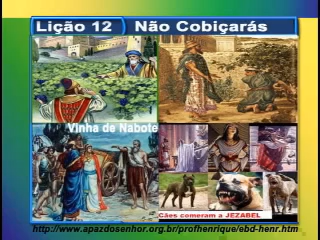 Lição 12 Não Cobiçarás
Vinha de Nabote
Cães comeram a JEZABEL
http://www.apazdosenhor.org.br/profhenrique/ebd-henr.htm